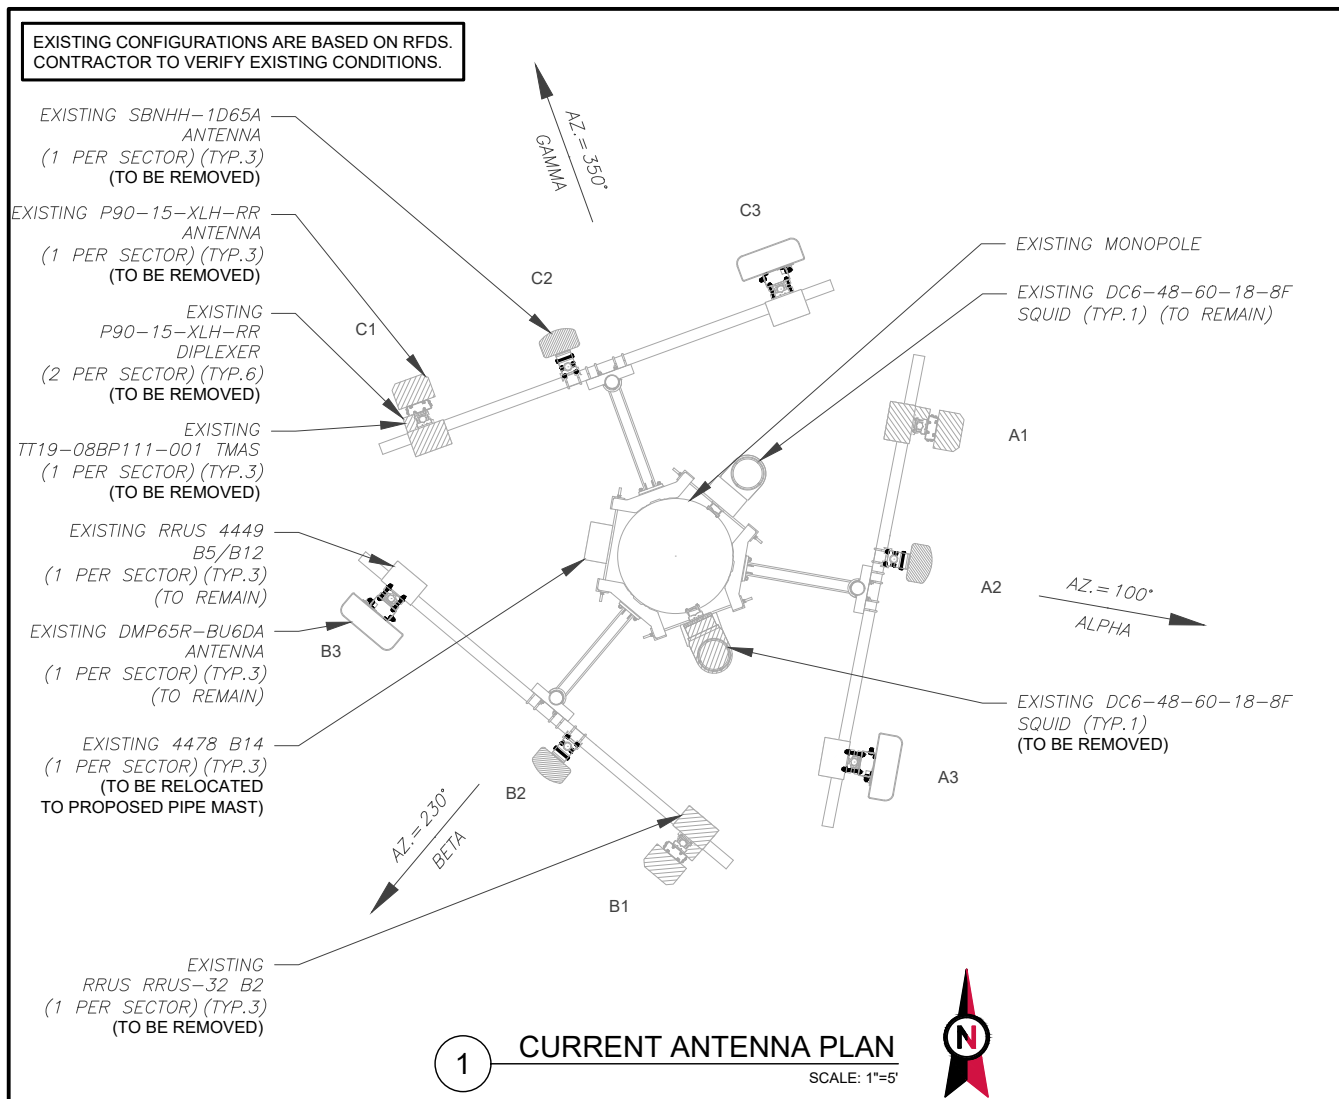 EXISTING CONFIGURATIONS ARE BASED ON RFDS.
CONTRACTOR TO VERIFY EXISTING CONDITIONS.
EXISTING SBNHH-1D65A
ANTENNA
(1 PER SECTOR)(TYP.3)
(TO BE REMOVED)
EXISTING P90-15-XLH-RR
ANTENNA
(1 PER SECTOR)(TYP.3)
(TO BE REMOVED)
EXISTING
P90-15-XLH-RR
DIPLEXER
(2 PER SECTOR)(TYP.6)
(TO BE REMOVED)
EXISTING
TT19-08BP111-001 TMAS
(1 PER SECTOR)(TYP.3)
(TO BE REMOVED)
EXISTING RRUS 4449
B5/B12
(1 PER SECTOR)(TYP.3)
(TO REMAIN)
EXISTING DMP65R-BU6DA
ANTENNA
(1 PER SECTOR)(TYP.3)
(TO REMAIN)
EXISTING 4478 B14
(1 PER SECTOR)(TYP.3)
(TO BE RELOCATED
TO PROPOSED PIPE MAST)
EXISTING
RRUS RRUS-32 B2
(1 PER SECTOR)(TYP.3)
(TO BE REMOVED)
AZ.=350°
GAMMA
C3
C2
C1
EXISTING MONOPOLE
EXISTING DC6-48-60-18-8F
SQUID (TYP.1) (TO REMAIN)
A1
A2
AZ.=100°
ALPHA
A3
EXISTING DC6-48-60-18-8F
SQUID (TYP.1)
(TO BE REMOVED)
B3
B2
B1
AZ.=230°
BETA
1
CURRENT ANTENNA PLAN
SCALE: 1"=5'
N